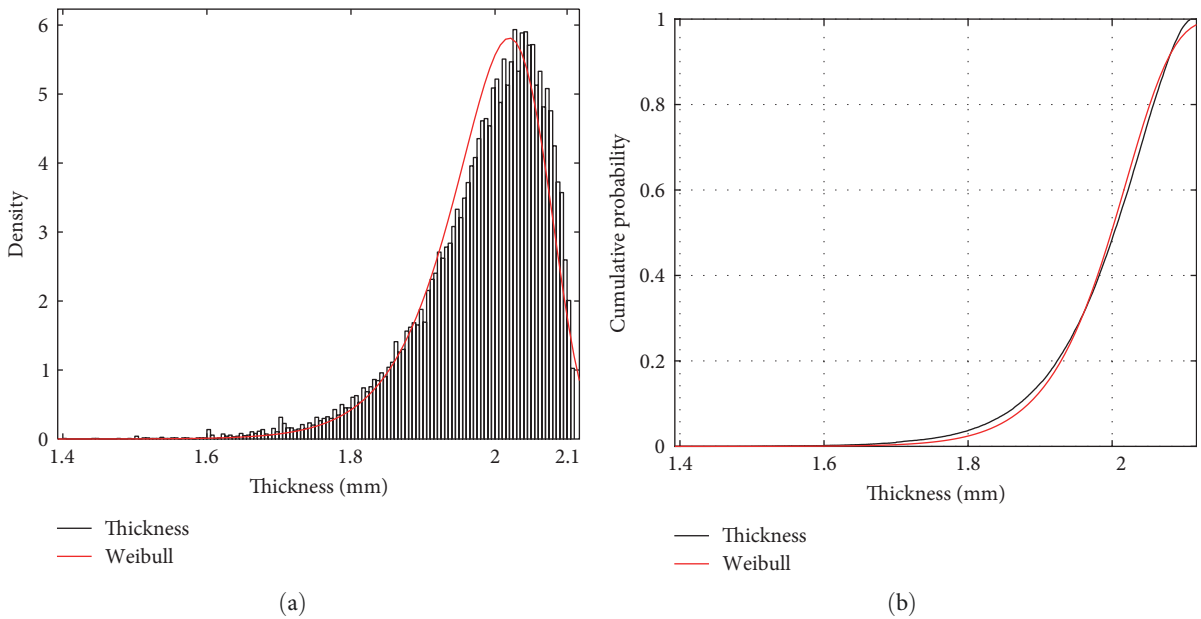 6
5
4
3
2
1
0
Density
1.4
1.6
1.8
2
2.1
Thickness (mm)
Thickness
Weibull
(a)
1
0.8
0.6
0.4
0.2
0
Cumulative probability
1.4
1.6
1.8
2
Thickness (mm)
Thickness
Weibull
(b)